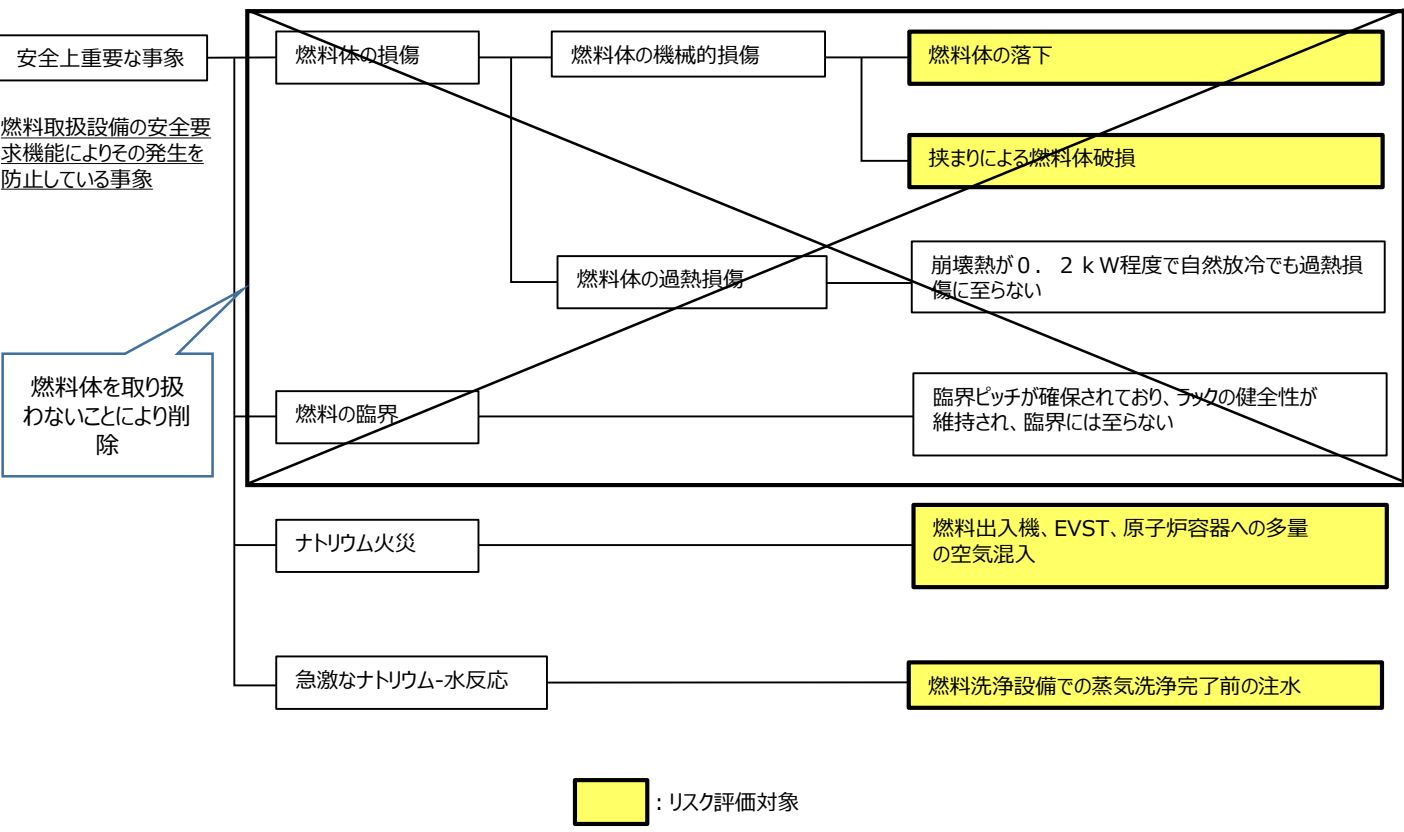 安全上重要な事象
燃料取扱設備の安全要
求機能によりその発生を
防止している事象
燃料体の損傷
燃料体の機械的損傷
燃料体の落下
挟まりによる燃料体破損
燃料体の過熱損傷
崩壊熱が０．２ｋＷ程度で自然放冷でも過熱損
傷に至らない
燃料体を取り扱
わないことにより削
除
燃料の臨界
臨界ピッチが確保されており、ラックの健全性が
維持され、臨界には至らない
ナトリウム火災
燃料出入機、EVST、原子炉容器への多量
の空気混入
急激なナトリウム-水反応
燃料洗浄設備での蒸気洗浄完了前の注水
：リスク評価対象